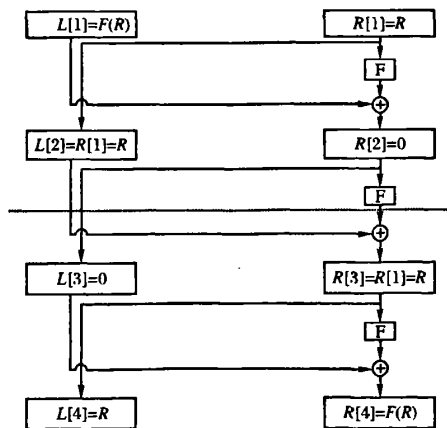 L[1]=F(R)
R[1]=R
F
L[2]=R[1]=R
R[2]=0
F
L[3]=0
R[3]=R[1]=R
F
L[4]=R
R[4]=F(R)